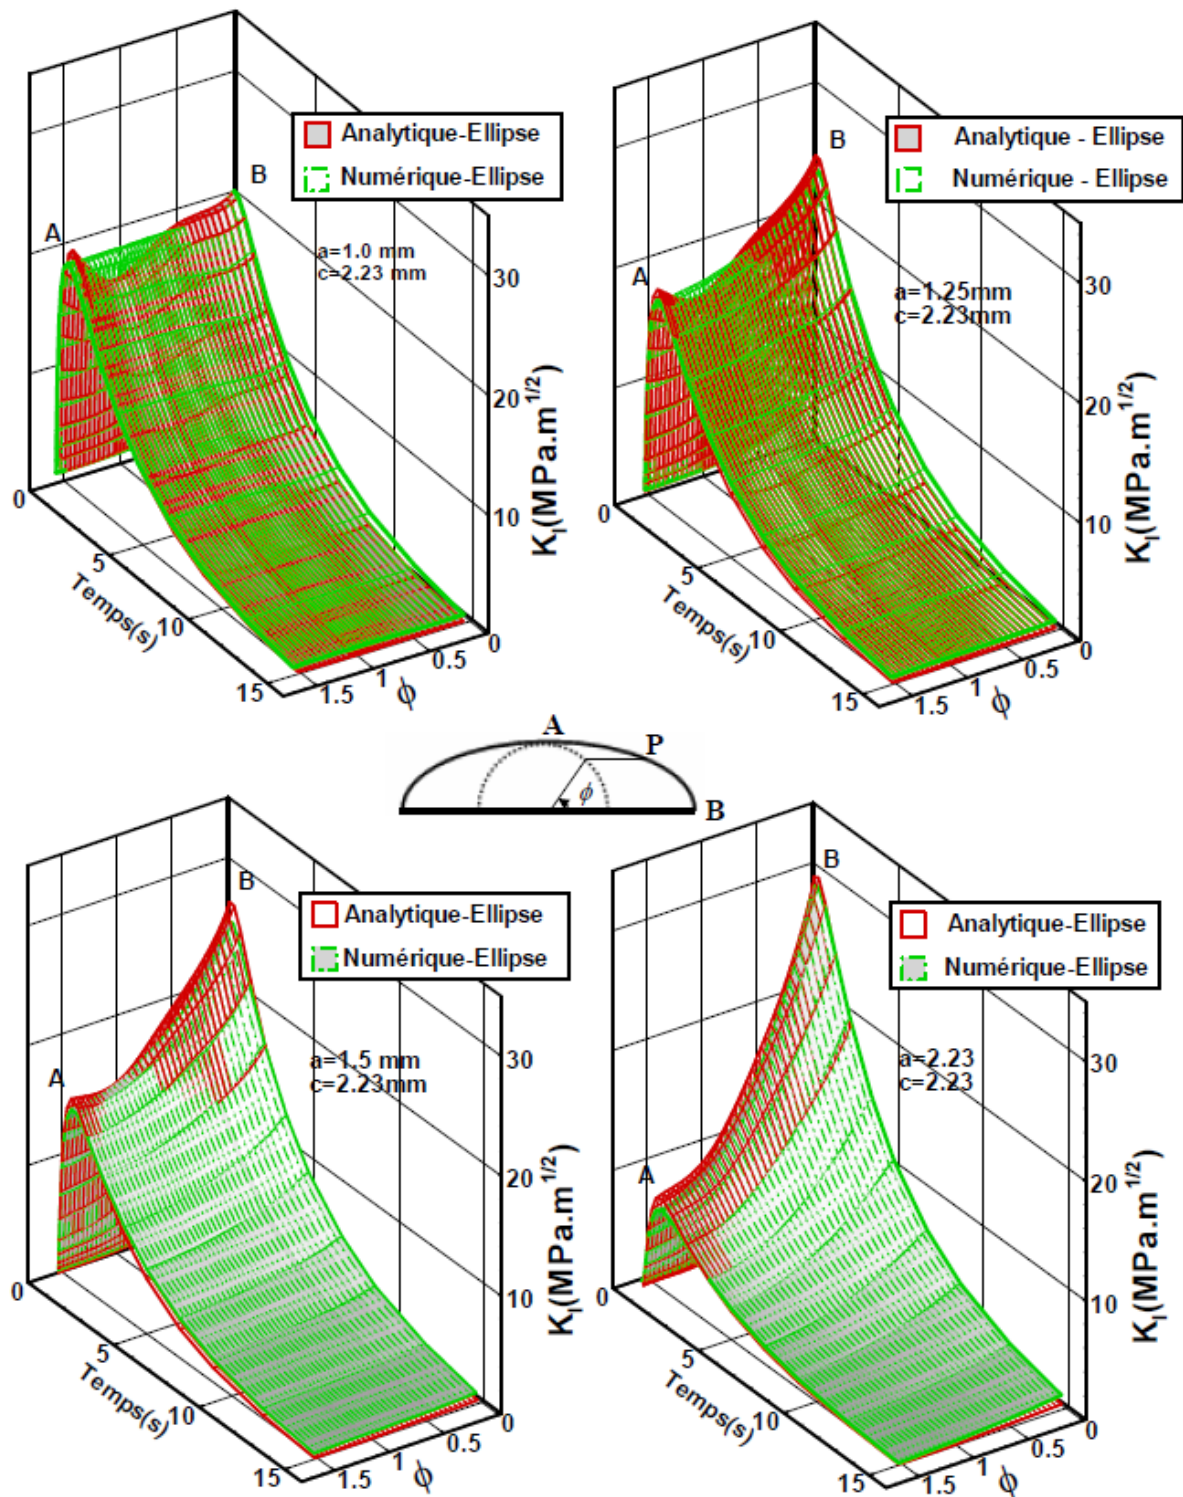 Analytique-Ellipse
Numérique-Ellipse
A
B
a=1.0 mm
c=2.23 mm
30
20
10
K_I(MPa.m^1/2)
0
5
10
15
Temps(s)
1.5
1
0.5
0
ϕ
Analytique - Ellipse
Numérique - Ellipse
A
B
a=1.25mm
c=2.23mm
30
20
10
K_I(MPa.m^1/2)
0
5
10
15
Temps(s)
1.5
1
0.5
0
ϕ
A
P
ϕ
B
Analytique-Ellipse
Numérique-Ellipse
A
B
a=1.5 mm
c=2.23mm
30
20
10
K_I(MPa.m^1/2)
0
5
10
15
Temps(s)
1.5
1
0.5
0
ϕ
Analytique-Ellipse
Numérique-Ellipse
A
B
a=2.23
c=2.23
30
20
10
K_I(MPa.m^1/2)
0
5
10
15
Temps(s)
1.5
1
0.5
0
ϕ